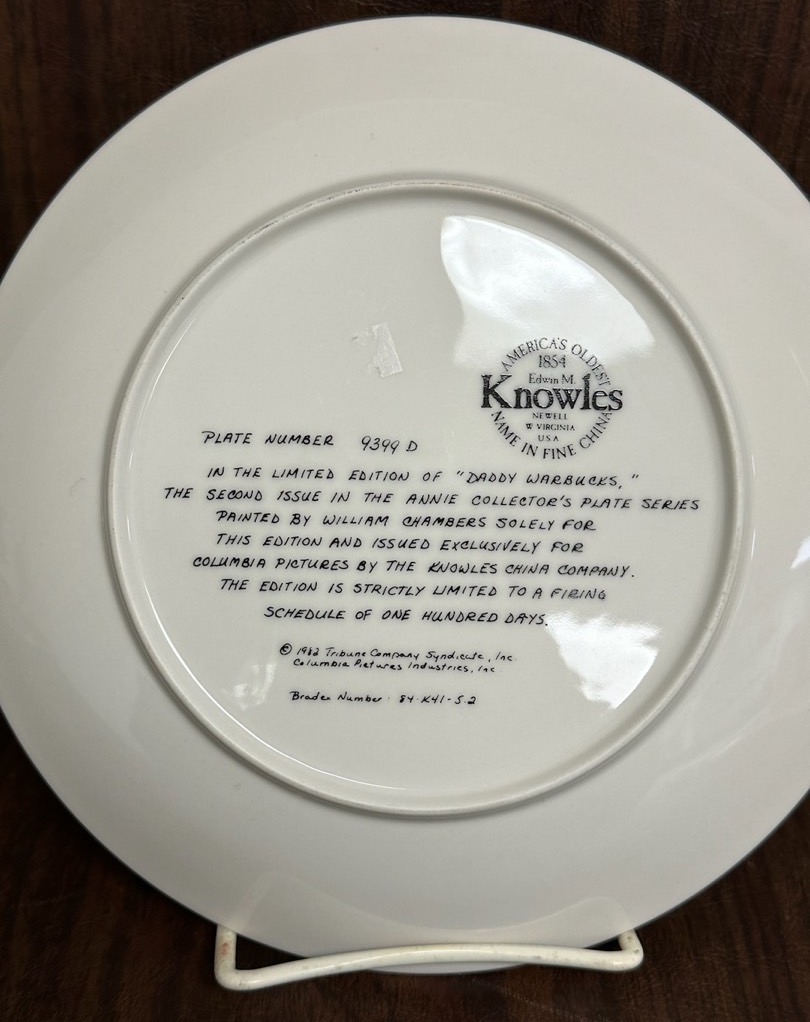 AMERICA'S OLDEST
1854
Edwin M.
Knowles
NEWELL
W VIRGINIA
U S A
NAME IN FINE CHINA
PLATE NUMBER 9399 D
IN THE LIMITED EDITION OF "DADDY WARBUCKS,"
THE SECOND ISSUE IN THE ANNIE COLLECTOR'S PLATE SERIES
PAINTED BY WILLIAM CHAMBERS SOLELY FOR
THIS EDITION AND ISSUED EXCLUSIVELY FOR
COLUMBIA PICTURES BY THE KNOWLES CHINA COMPANY.
THE EDITION IS STRICTLY LIMITED TO A FIRING
SCHEDULE OF ONE HUNDRED DAYS.
© 1982 Tribune Company Syndicate, Inc.
Columbia Pictures Industries, Inc
Bradex Number 84-K41-5.2